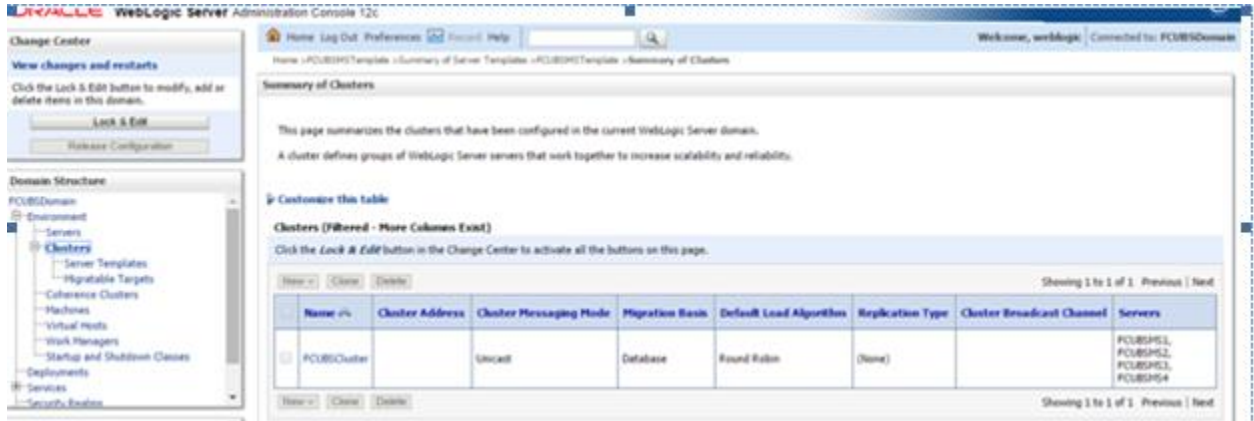 ORACLE WebLogic Server Administration Console 12c
Change Center
View changes and restarts
Click the Lock & Edit button to modify, add or
delete items in this domain.
Lock & Edit
Release Configuration
Domain Structure
FCUBSDomain
Environment
Servers
Clusters
Server Templates
Migratable Targets
Coherence Clusters
Machines
Virtual Hosts
Work Managers
Startup and Shutdown Classes
Deployments
Services
Security Realms
Home Log Out Preferences Record Help
Welcome, weblogic Connected to: FCUBSDomain
Home >FCUBSMSTemplate >Summary of Server Templates >FCUBSMSTemplate >Summary of Clusters
Summary of Clusters
This page summarizes the clusters that have been configured in the current WebLogic Server domain.
A cluster defines groups of WebLogic Server servers that work together to increase scalability and reliability.
Customize this table
Clusters (Filtered - More Columns Exist)
Click the Lock & Edit button in the Change Center to activate all the buttons on this page.
New Clone Delete
Showing 1 to 1 of 1 Previous | Next
Name Cluster Address Cluster Messaging Mode Migration Basis Default Load Algorithm Replication Type Cluster Broadcast Channel Servers
FCUBSCluster Unicast Database Round Robin (None) FCUBSMS1,
FCUBSMS2,
FCUBSMS3,
FCUBSMS4
New Clone Delete
Showing 1 to 1 of 1 Previous | Next